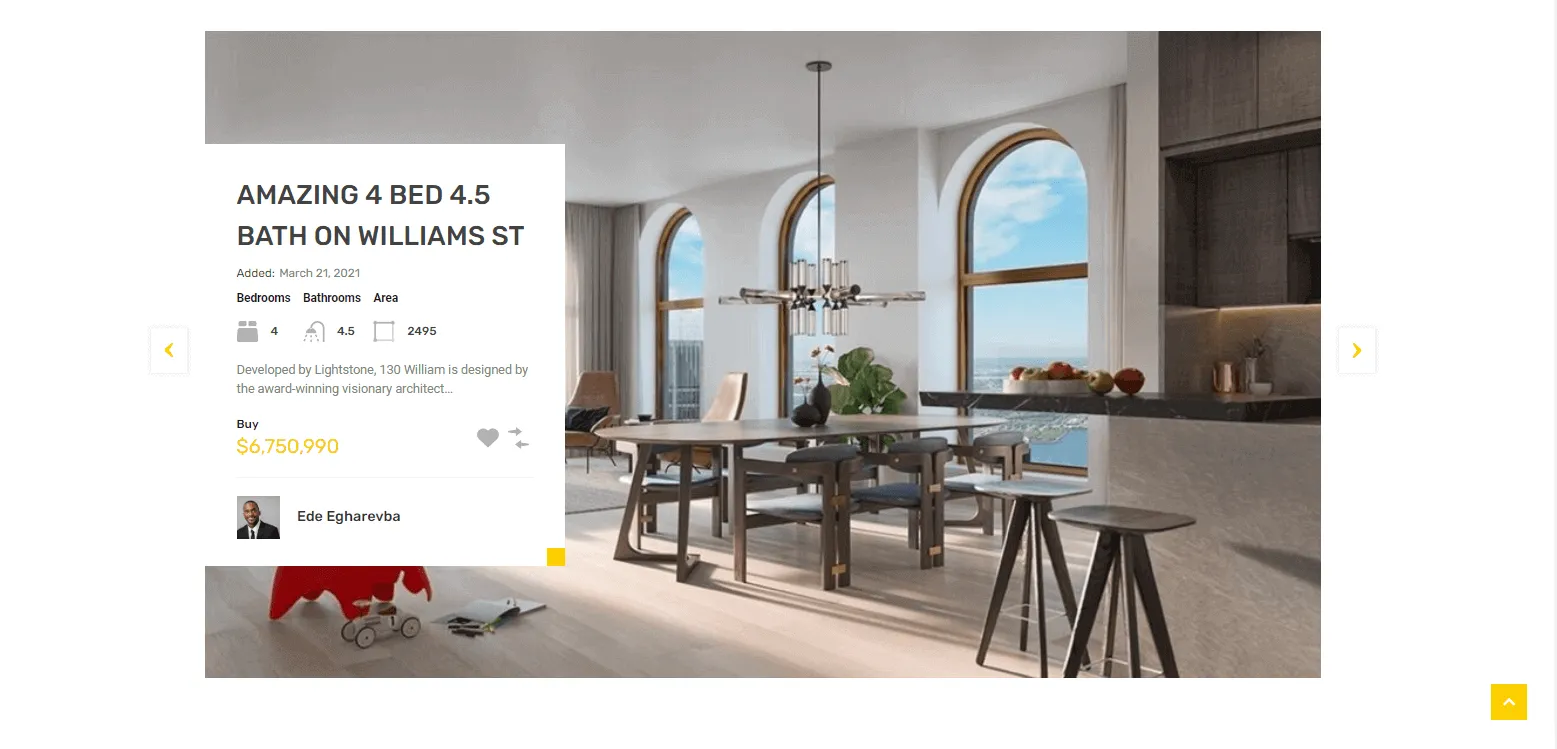 AMAZING 4 BED 4.5
BATH ON WILLIAMS ST
Added: March 21, 2021
Bedrooms Bathrooms Area
4 4.5 2495
Developed by Lightstone, 130 William is designed by
the award-winning visionary architect...
Buy
$6,750,990
Ede Egharevba